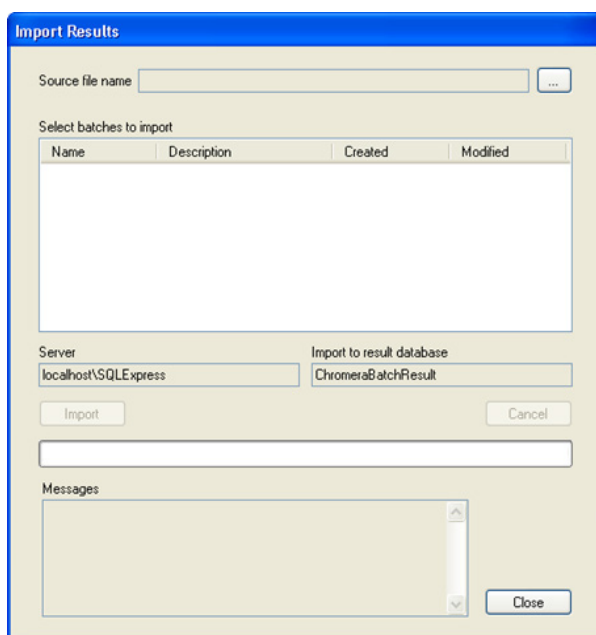 Import Results
Source file name
...
Select batches to import
Name Description Created Modified
Server Import to result database
localhost\SQLExpress ChromeraBatchResult
Import Cancel
Messages
Close